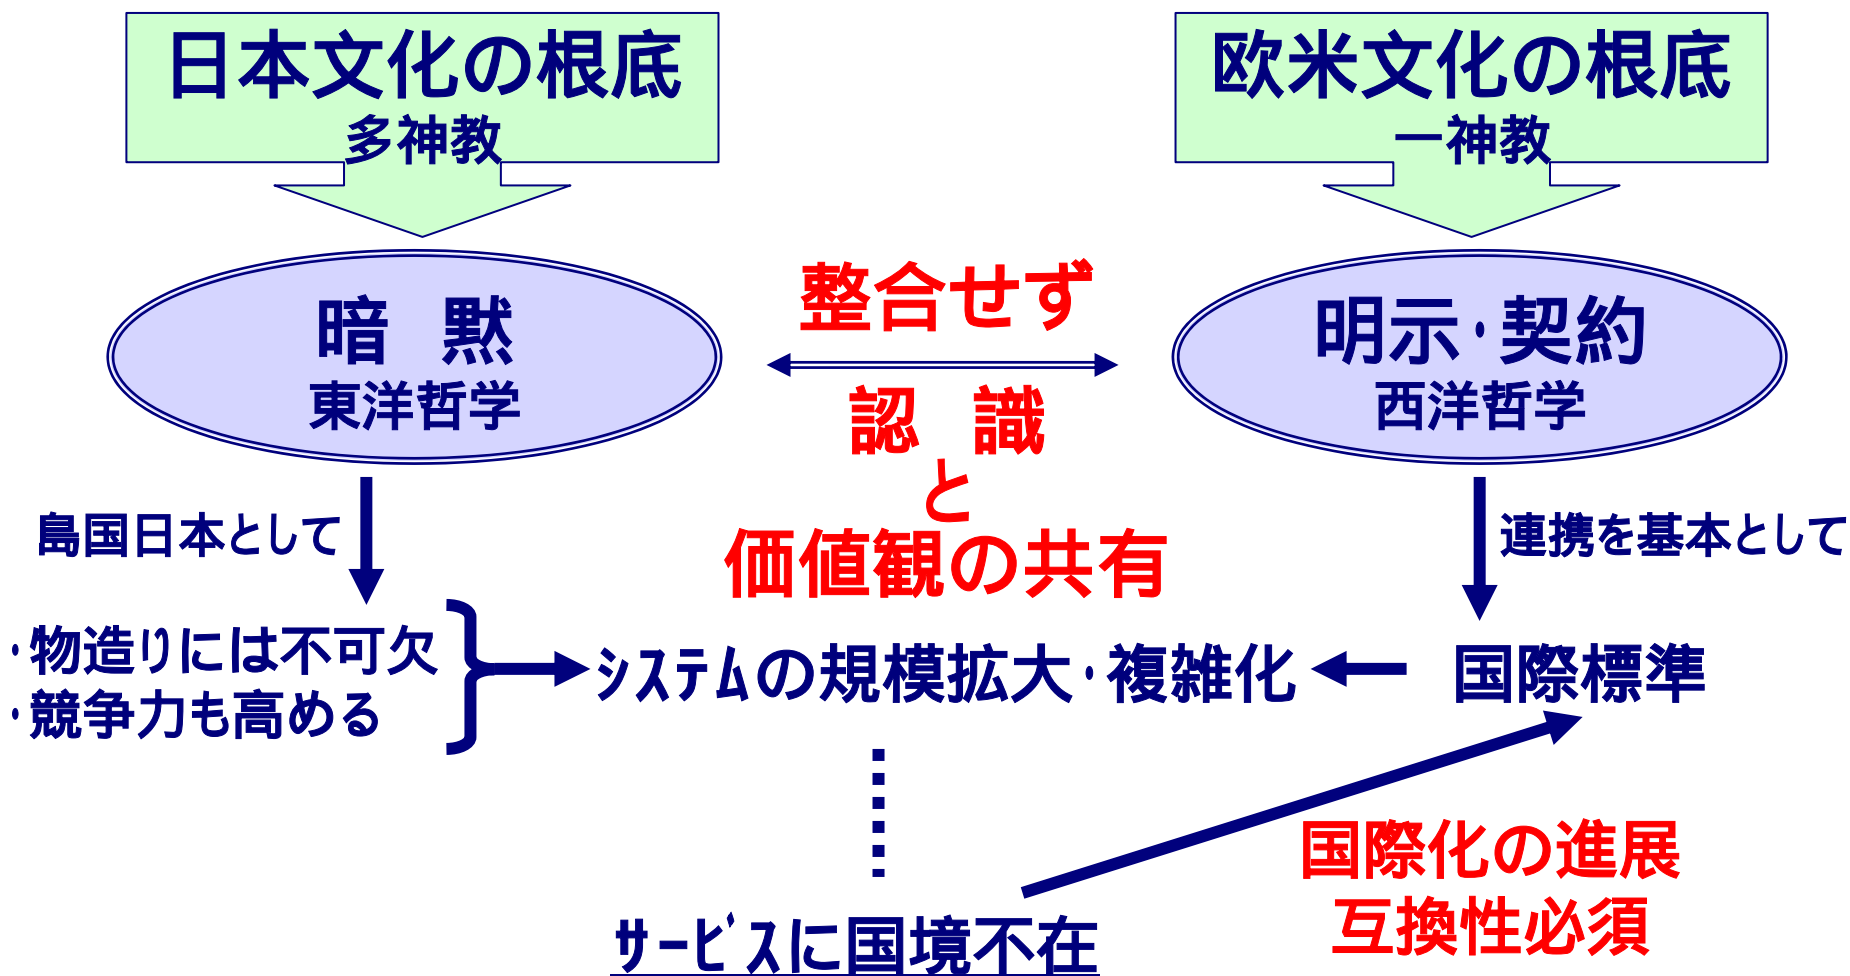 日本文化の根底
多神教
欧米文化の根底
一神教
暗 黙
東洋哲学
整合せず
認 識
と
価値観の共有
明示・契約
西洋哲学
島国日本として
連携を基本として
・物造りには不可欠
・競争力も高める
ｼｽﾃﾑの規模拡大・複雑化
国際標準
国際化の進展
互換性必須
ｻｰﾋﾞｽに国境不在